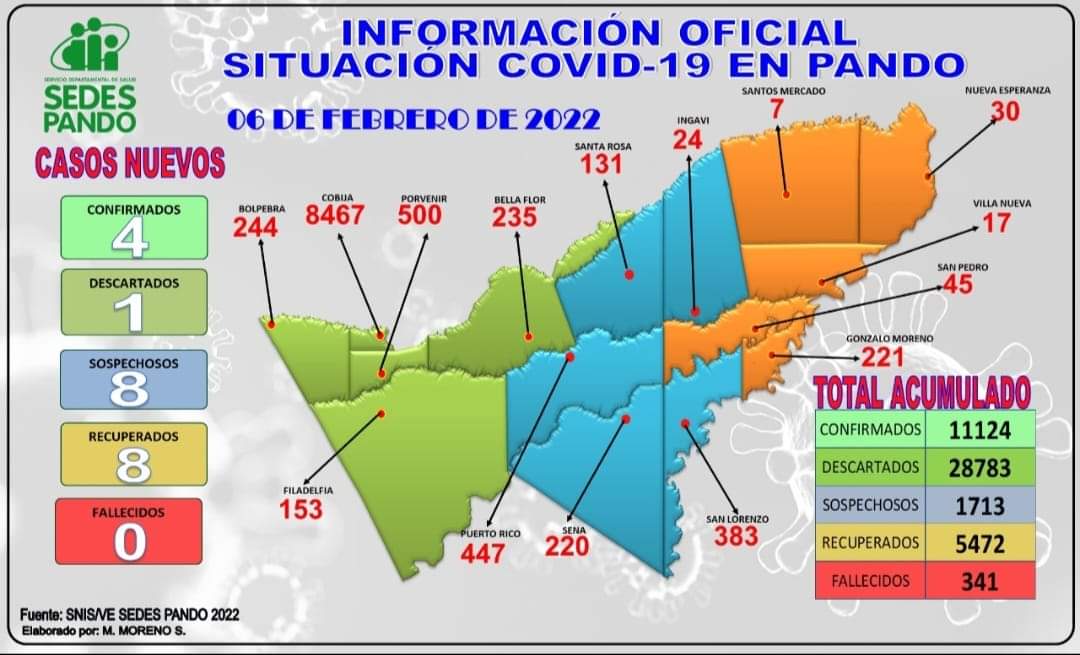 INFORMACIÓN OFICIAL
SITUACIÓN COVID-19 EN PANDO
SERVICIO DEPARTAMENTAL DE SALUD
SEDES
PANDO
06 DE FEBRERO DE 2022
CASOS NUEVOS
CONFIRMADOS
4
DESCARTADOS
1
SOSPECHOSOS
8
RECUPERADOS
8
FALLECIDOS
0
BOLPEBRA
244
COBIJA
8467
PORVENIR
500
BELLA FLOR
235
SANTA ROSA
131
INGAVI
24
SANTOS MERCADO
7
NUEVA ESPERANZA
30
VILLA NUEVA
17
SAN PEDRO
45
GONZALO MORENO
221
FILADELFIA
153
PUERTO RICO
447
SENA
220
SAN LORENZO
383
TOTAL ACUMULADO
CONFIRMADOS 11124
DESCARTADOS 28783
SOSPECHOSOS 1713
RECUPERADOS 5472
FALLECIDOS 341
Fuente: SNIS/VE SEDES PANDO 2022
Elaborado por: M. MORENO S.